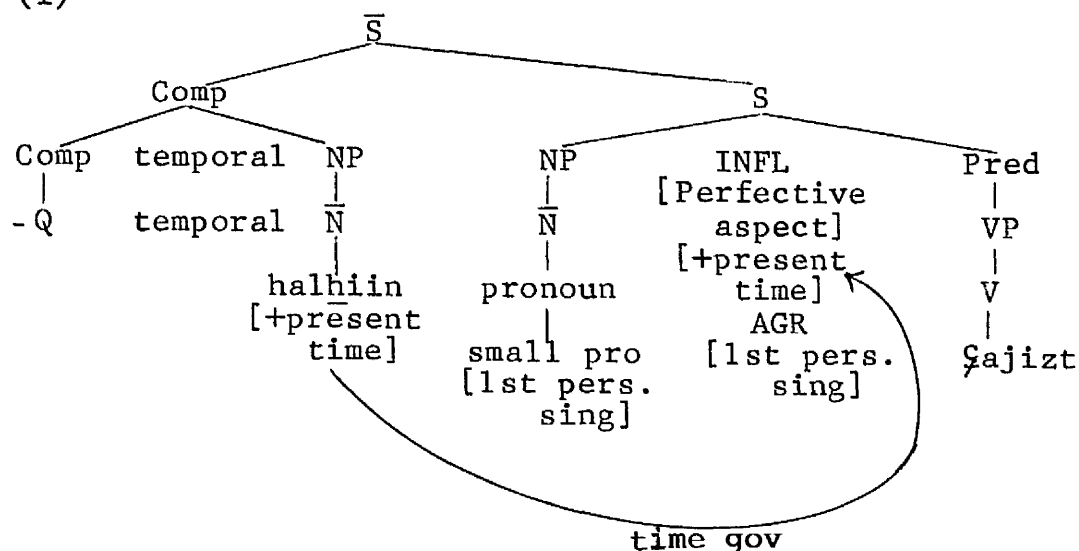 (1)
S̅
Comp S
Comp temporal NP NP INFL Pred
[Perfective
-Q temporal N̅ N̅ aspect] VP
[+present
halhiin pronoun time] V
[+present AGR
time] small pro [1st pers. Çajizt
[1st pers. sing]
sing]
time gov